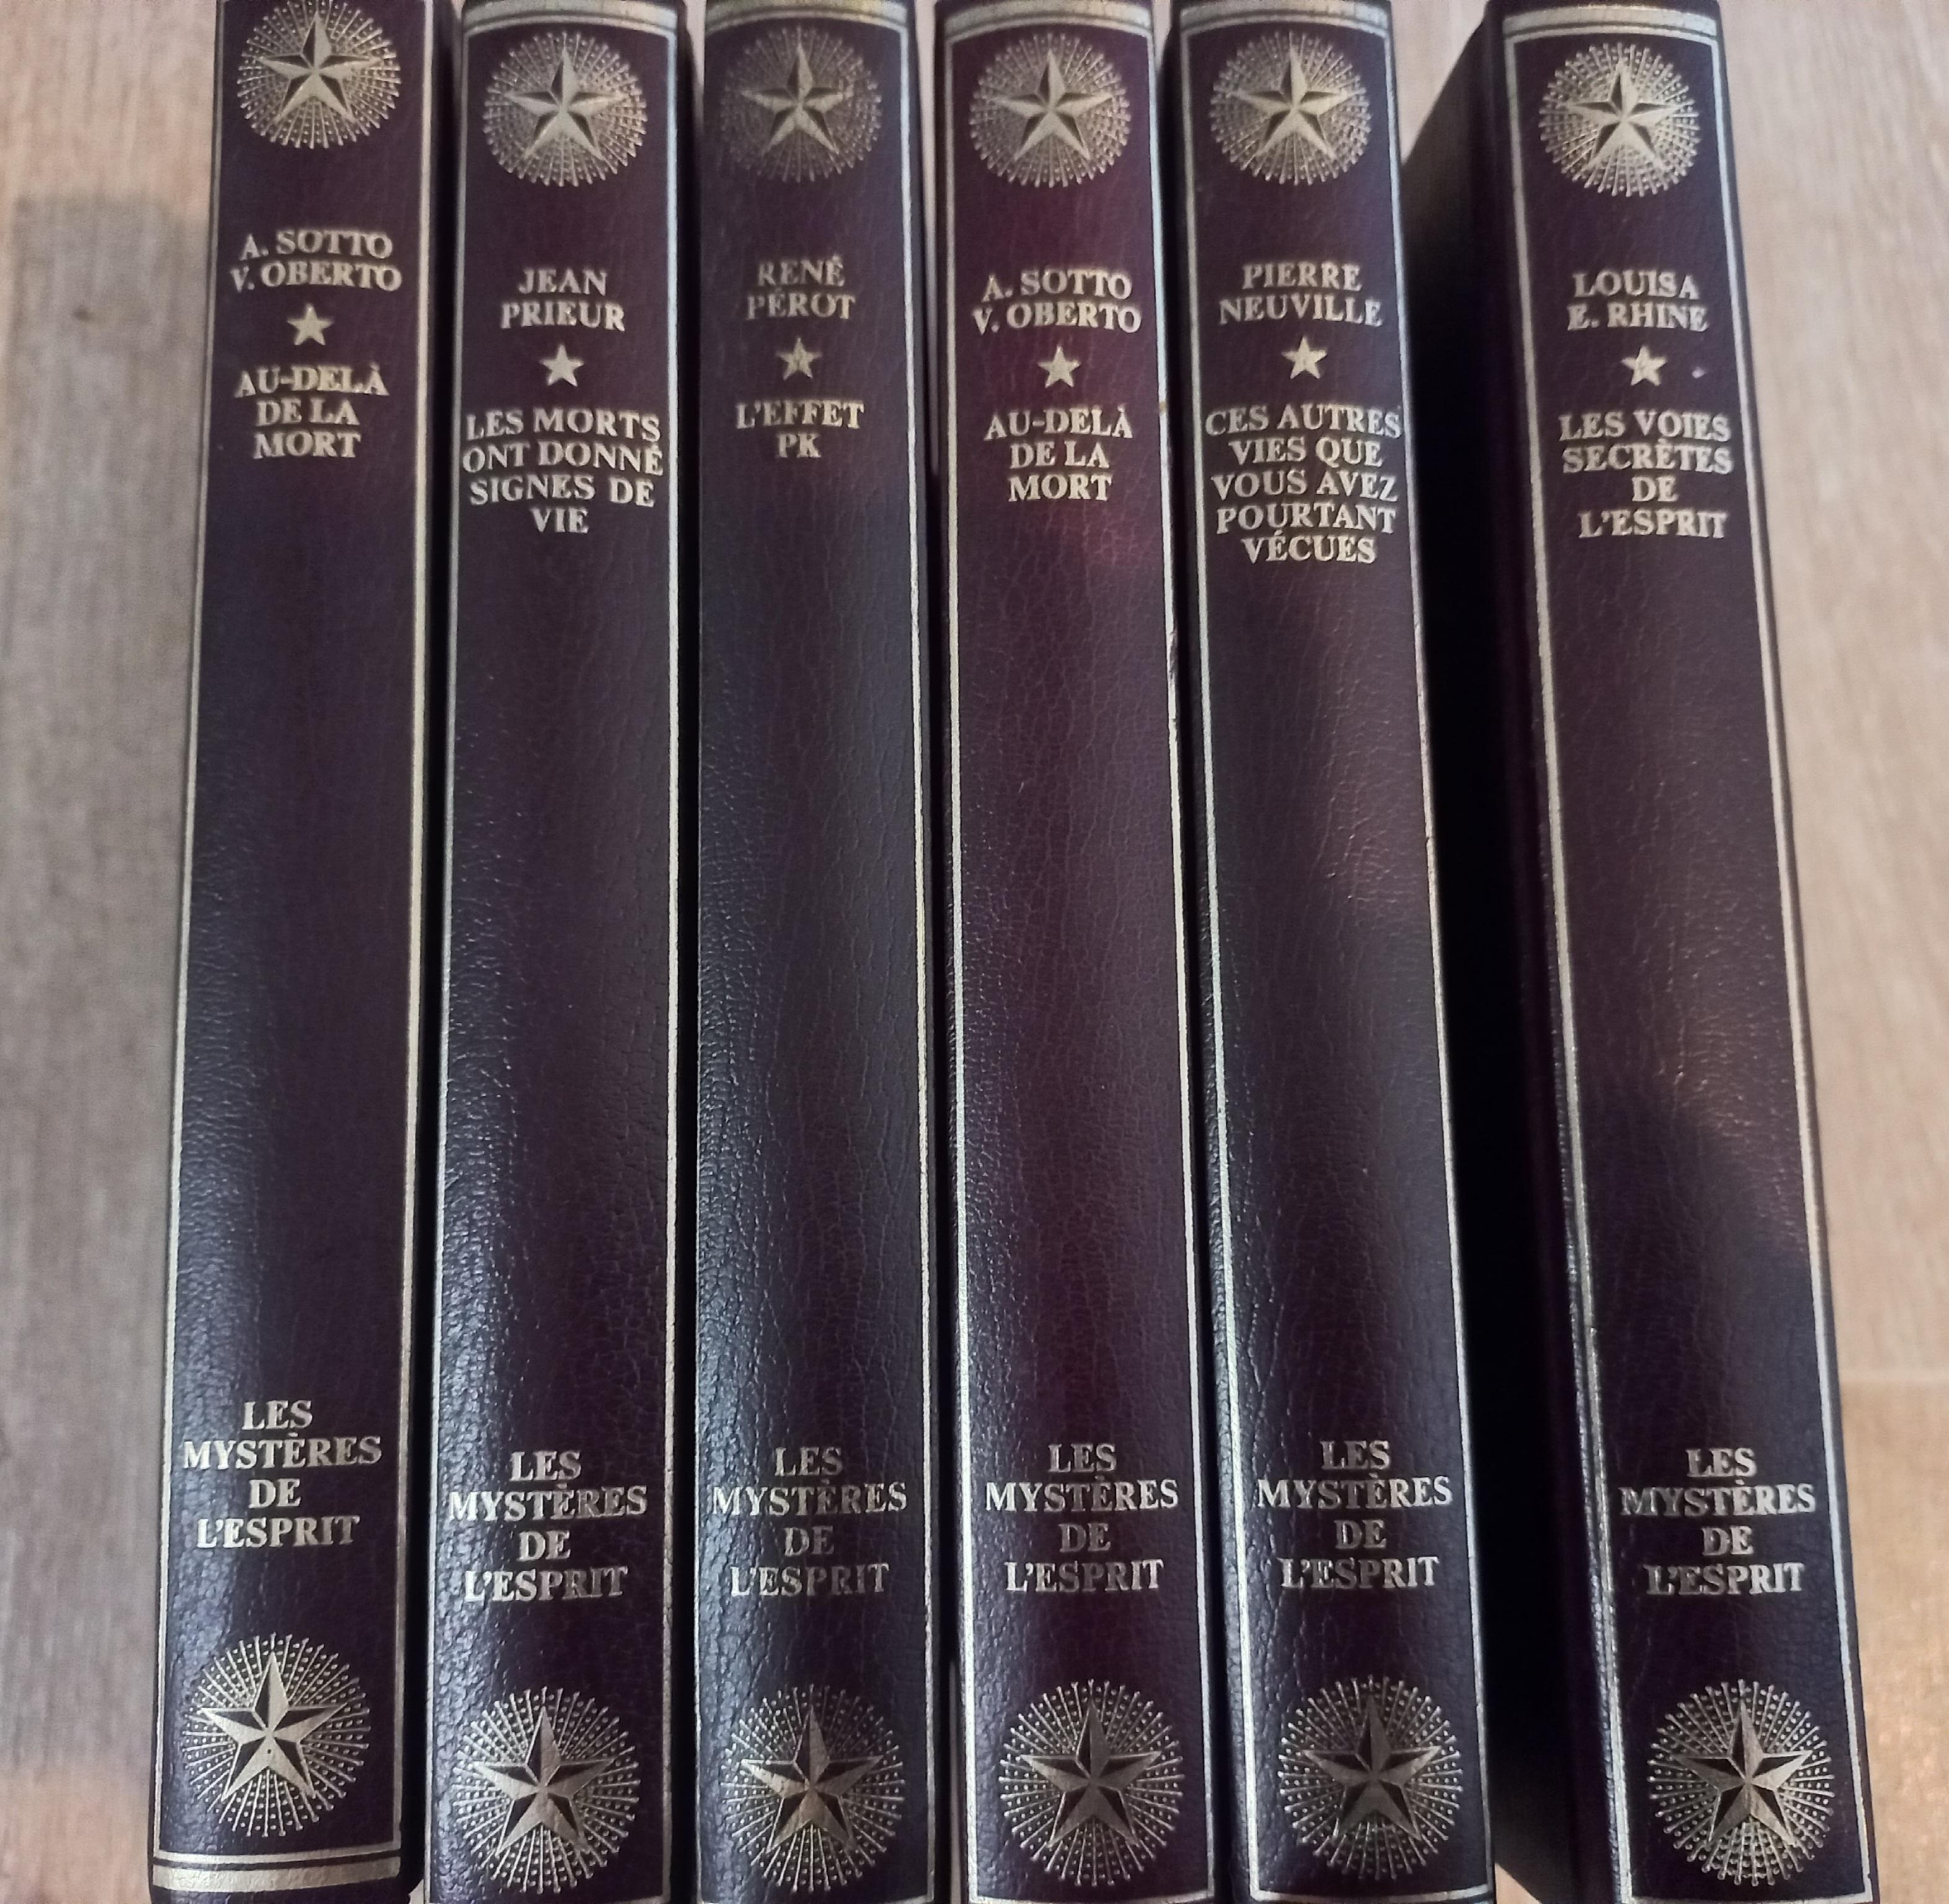 A. SOTTO
V. OBERTO
AU-DELÀ
DE LA
MORT
LES
MYSTÈRES
DE
L'ESPRIT
JEAN
PRIEUR
LES MORTS
ONT DONNÉ
SIGNES DE
VIE
LES
MYSTÈRES
DE
L'ESPRIT
RENÉ
PÉROT
L'EFFET
PK
LES
MYSTÈRES
DE
L'ESPRIT
A. SOTTO
V. OBERTO
AU-DELÀ
DE LA
MORT
LES
MYSTÈRES
DE
L'ESPRIT
PIERRE
NEUVILLE
CES AUTRES
VIES QUE
VOUS AVEZ
POURTANT
VÉCUES
LES
MYSTÈRES
DE
L'ESPRIT
LOUISA
E. RHINE
LES VOIES
SECRÈTES
DE
L'ESPRIT
LES
MYSTÈRES
DE
L'ESPRIT